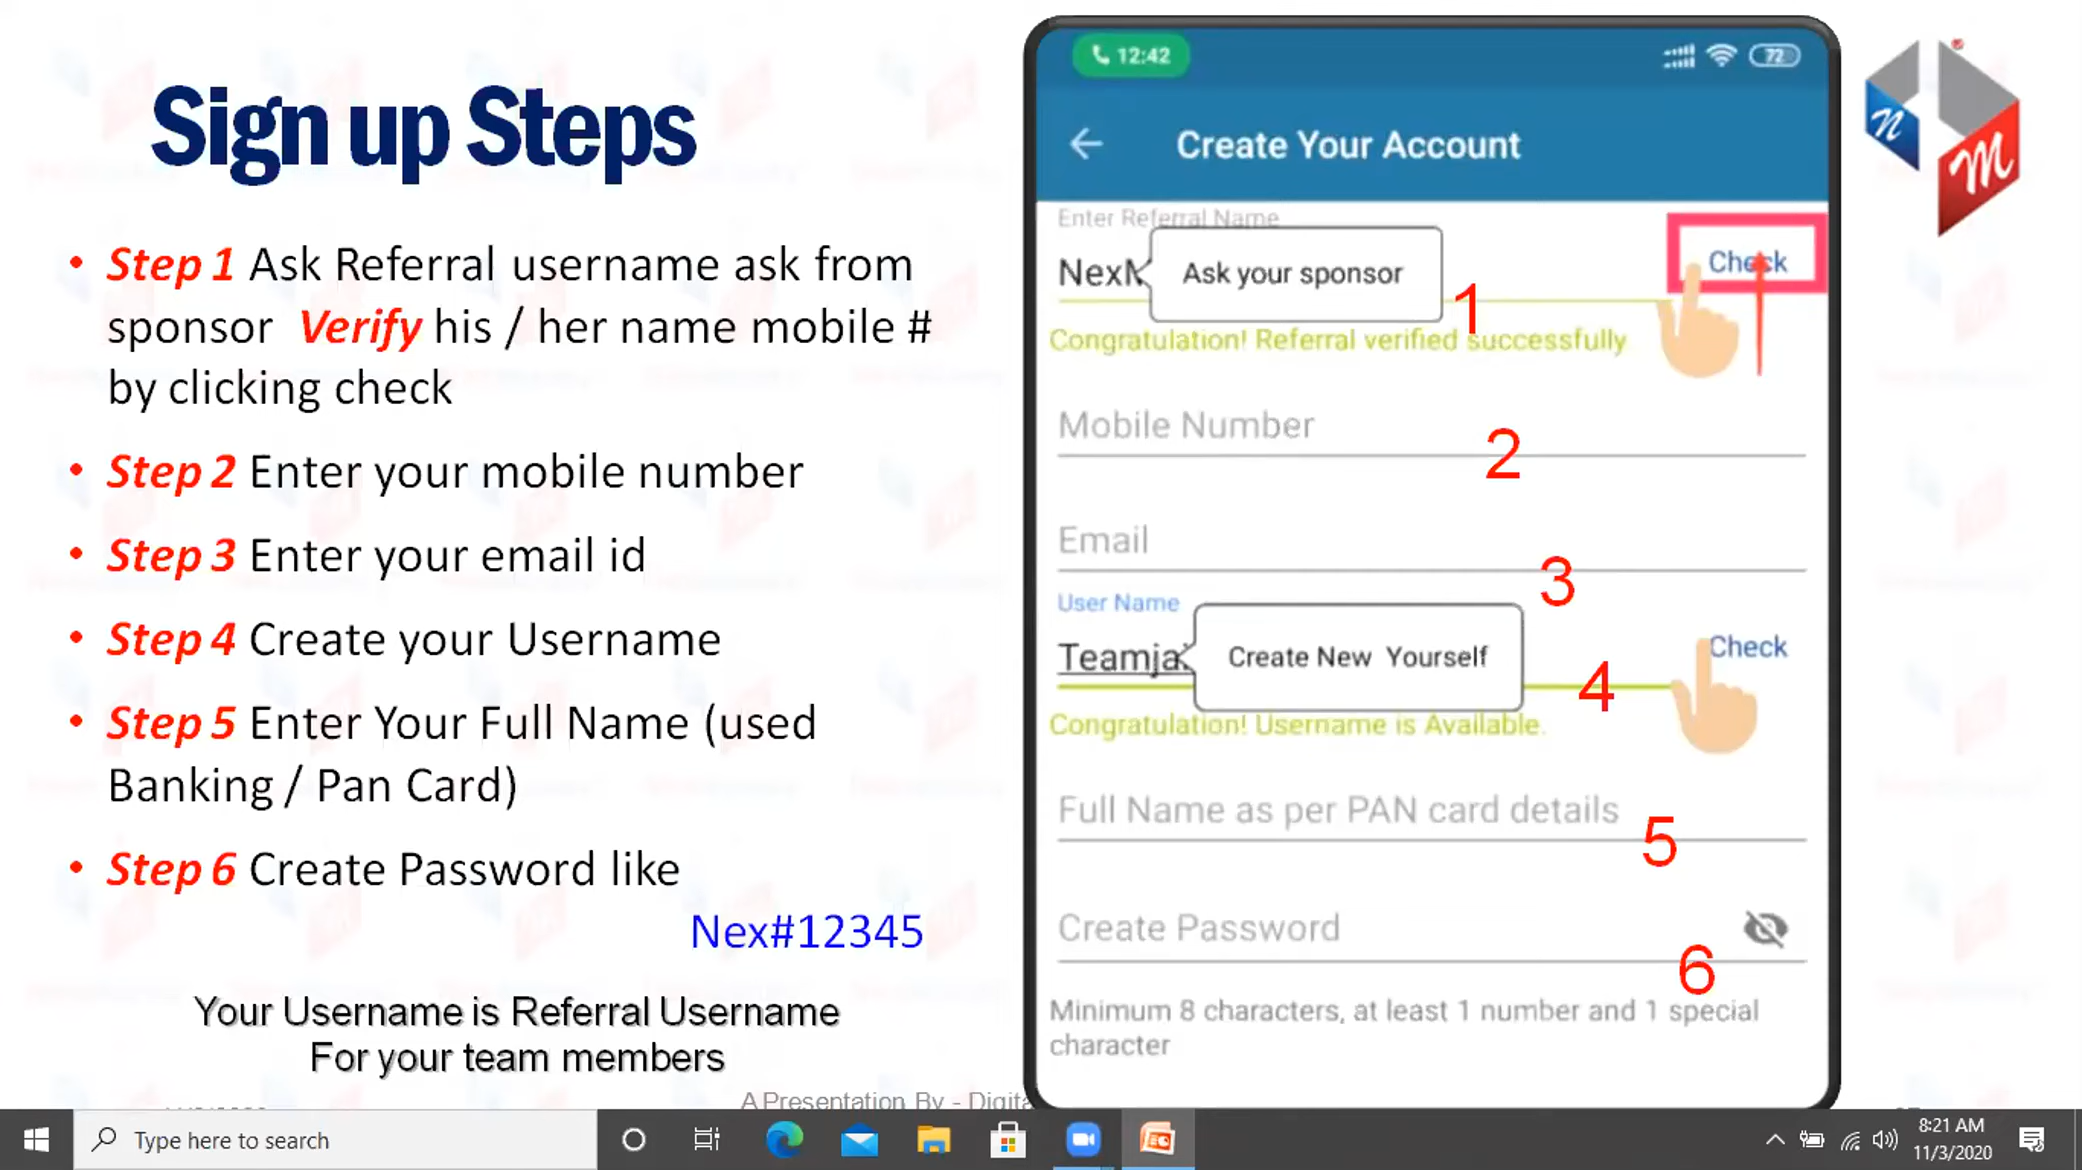 Sign up Steps
• Step 1 Ask Referral username ask from
sponsor Verify his / her name mobile #
by clicking check
• Step 2 Enter your mobile number
• Step 3 Enter your email id
• Step 4 Create your Username
• Step 5 Enter Your Full Name (used
Banking / Pan Card)
• Step 6 Create Password like
Nex#12345
Your Username is Referral Username
For your team members
A Presentation By - Digita
12:42
72
Create Your Account
Enter Referral Name
Ask your sponsor
Check
1
Congratulation! Referral verified successfully
Mobile Number
2
Email
3
User Name
Teamja
Create New Yourself
Check
4
Congratulation! Username is Available.
Full Name as per PAN card details
5
Create Password
6
Minimum 8 characters, at least 1 number and 1 special
character
n
M
Type here to search
8:21 AM
11/3/2020